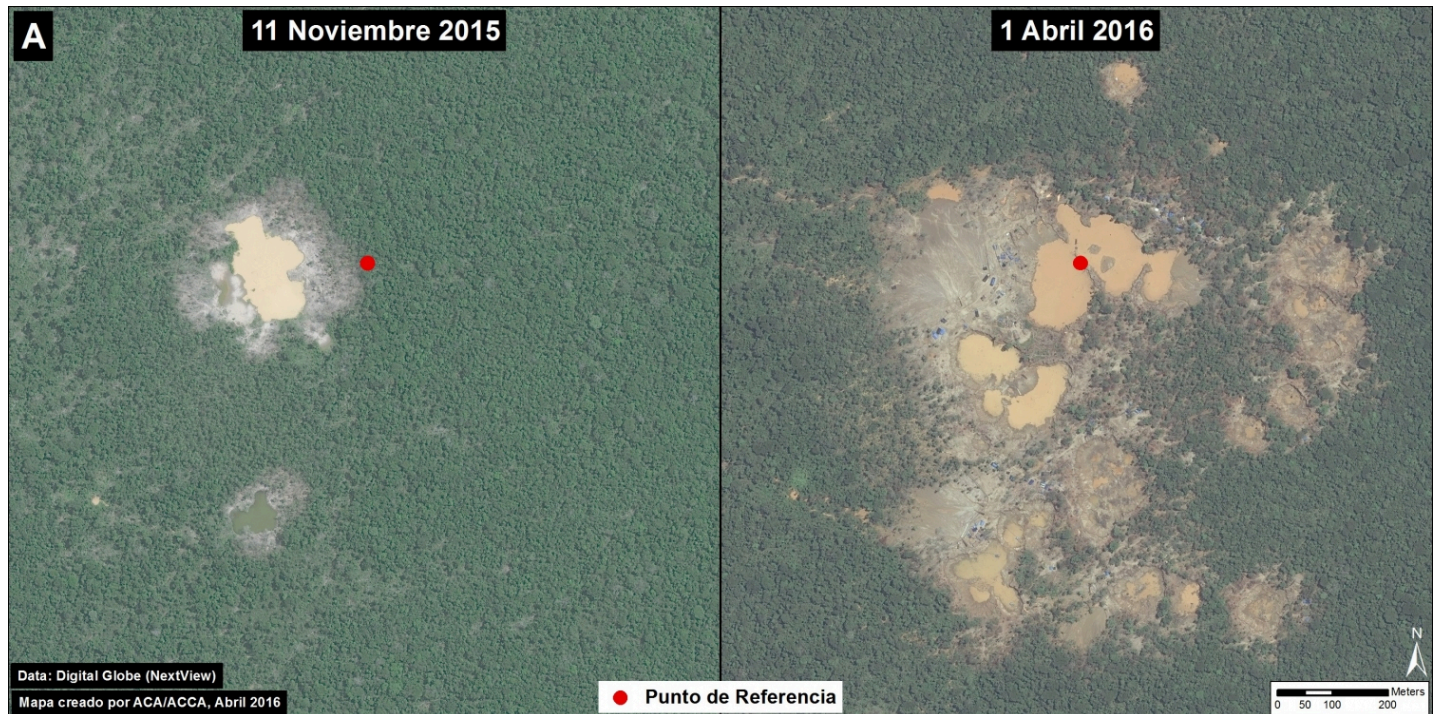 A
11 Noviembre 2015
1 Abril 2016
Data: Digital Globe (NextView)
Mapa creado por ACA/ACCA, Abril 2016
Punto de Referencia
N
Meters
0 50 100 200